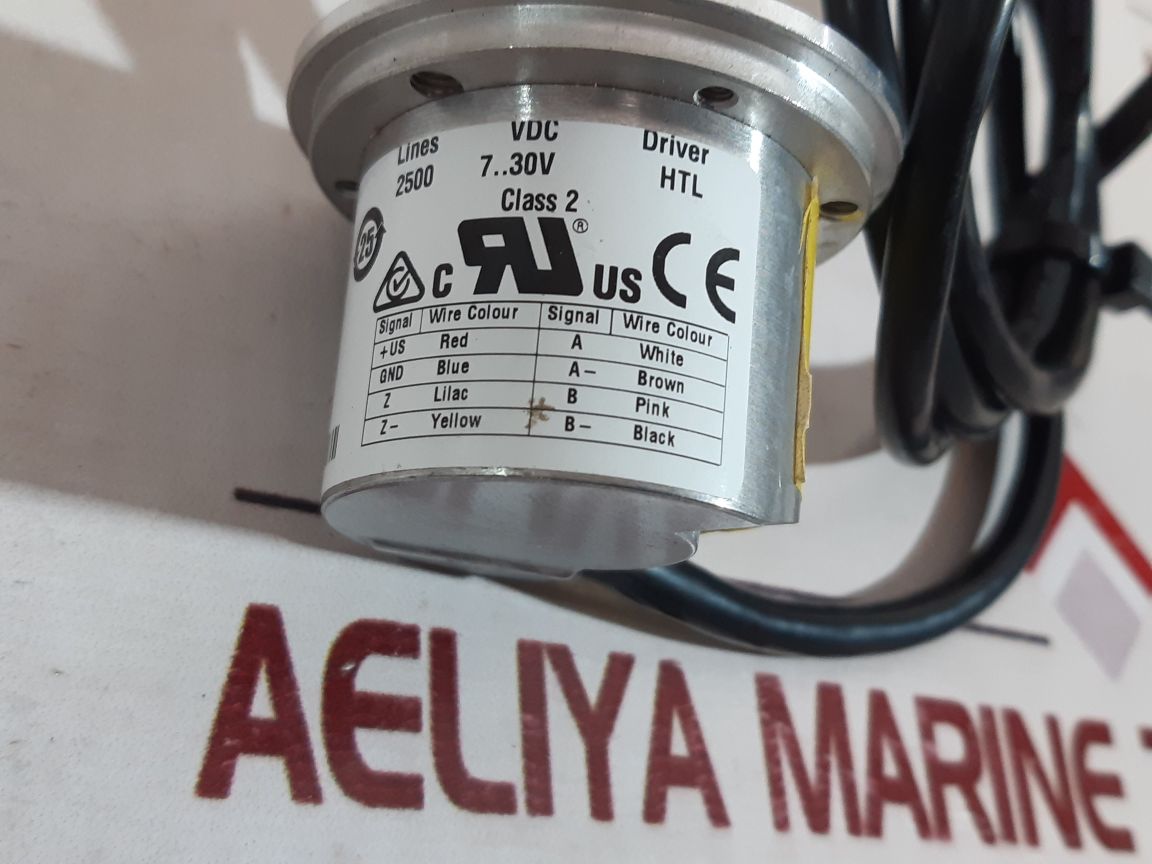 Lines VDC Driver
2500 7..30V HTL
Class 2
25 C RU® US CE
Signal Wire Colour Signal Wire Colour
+US Red A White
GND Blue A- Brown
Z Lilac B Pink
Z- Yellow B- Black
AELIYA MARINE